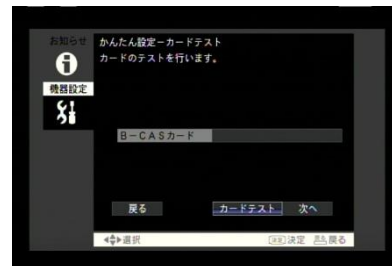 お知らせ
かんたん設定－カードテスト
カードのテストを行います。
機器設定
B－CASカード
戻る
カードテスト
次へ
選択
決定
戻る